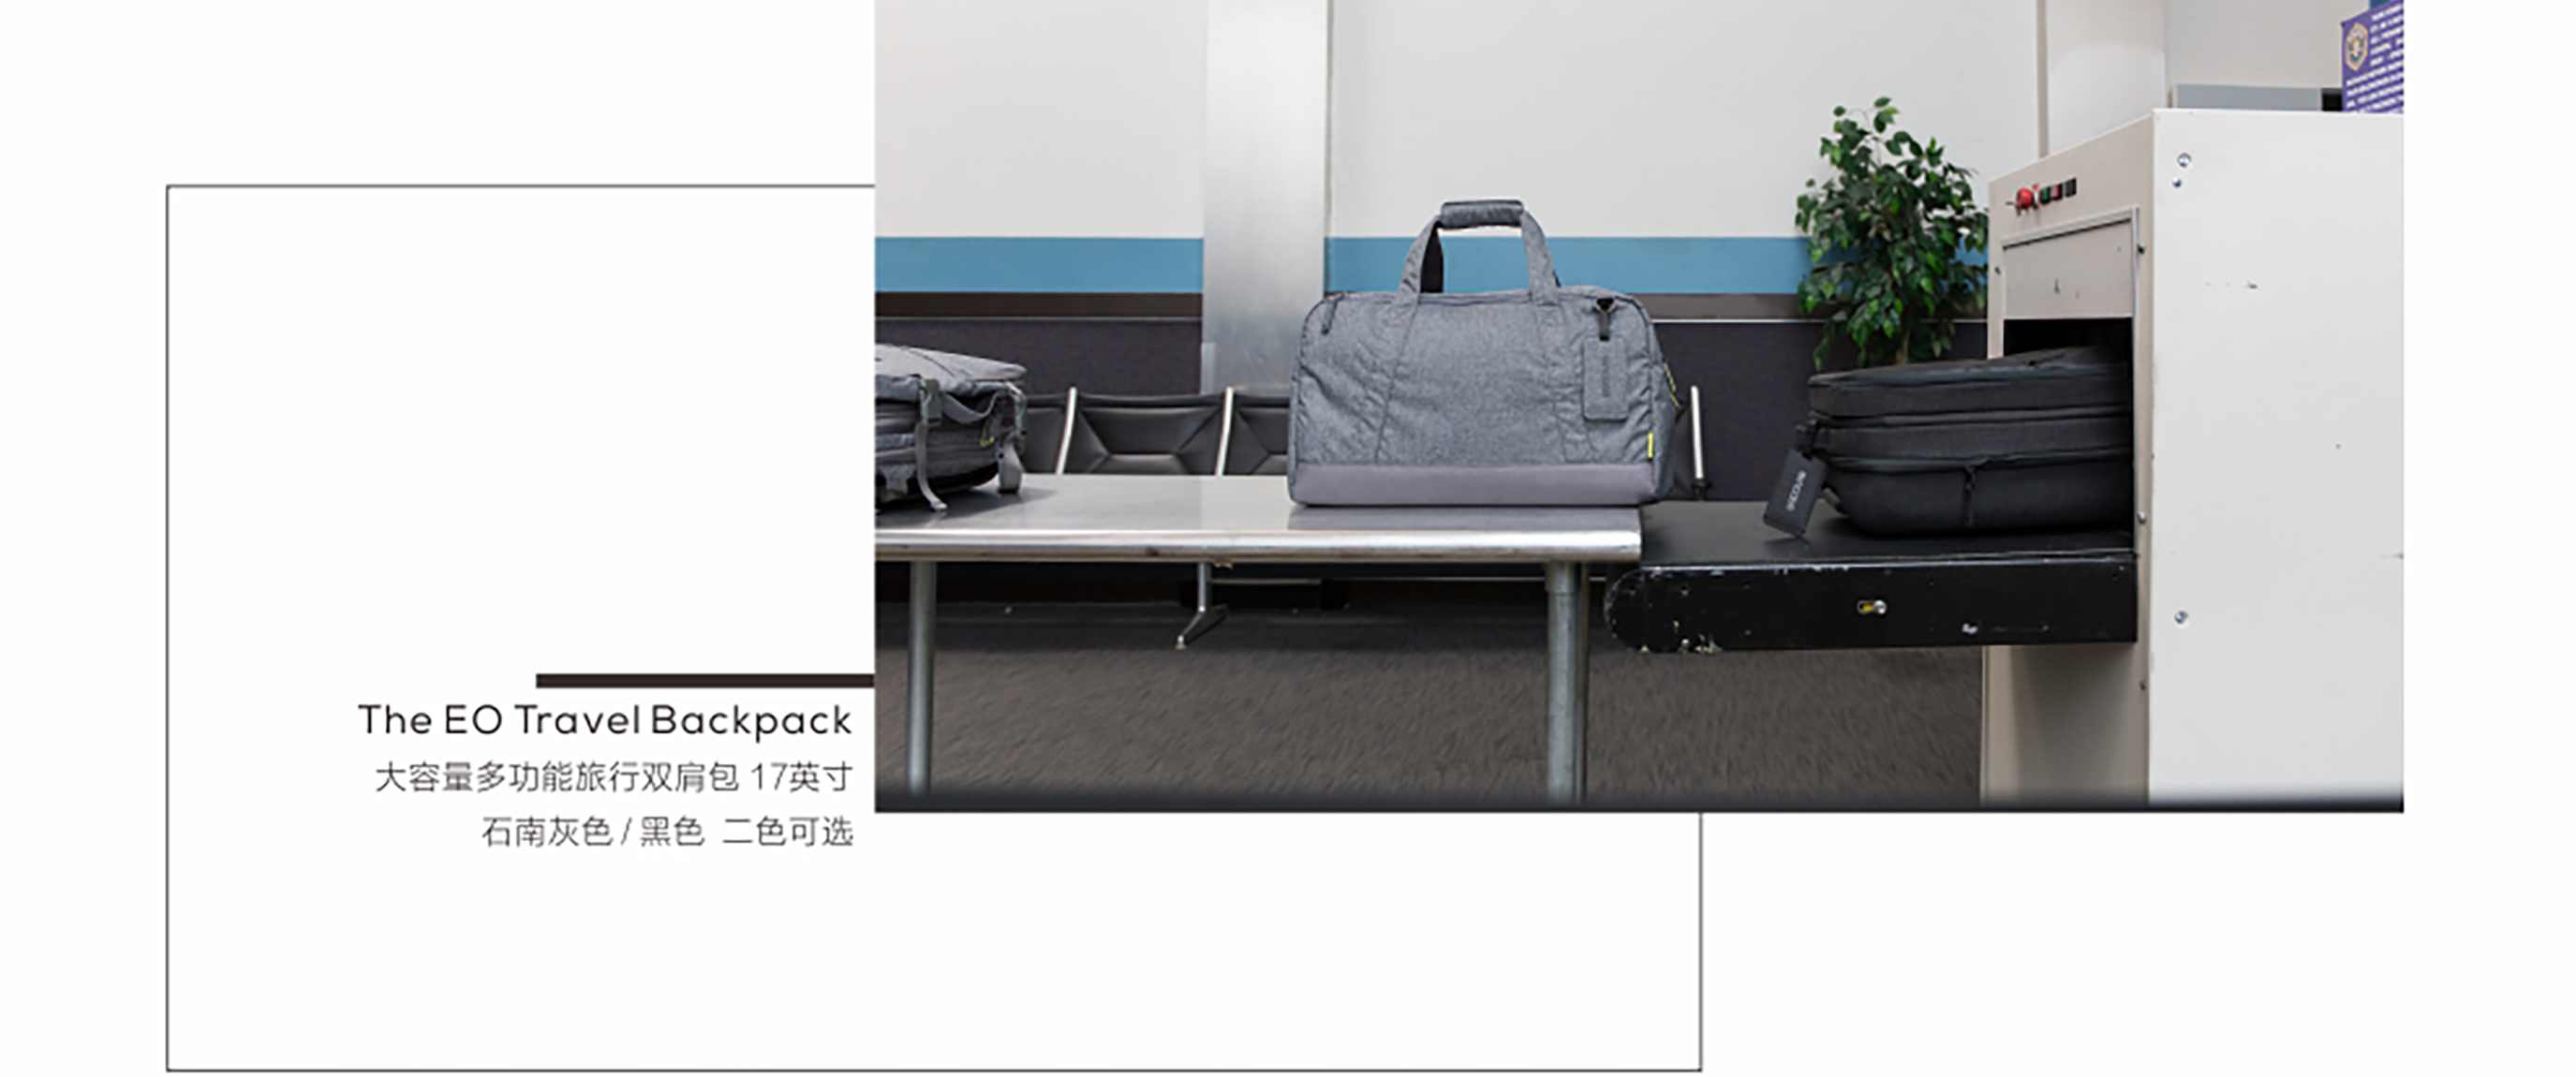 The EO Travel Backpack
大容量多功能旅行双肩包 17英寸
石南灰色 / 黑色 二色可选
incase